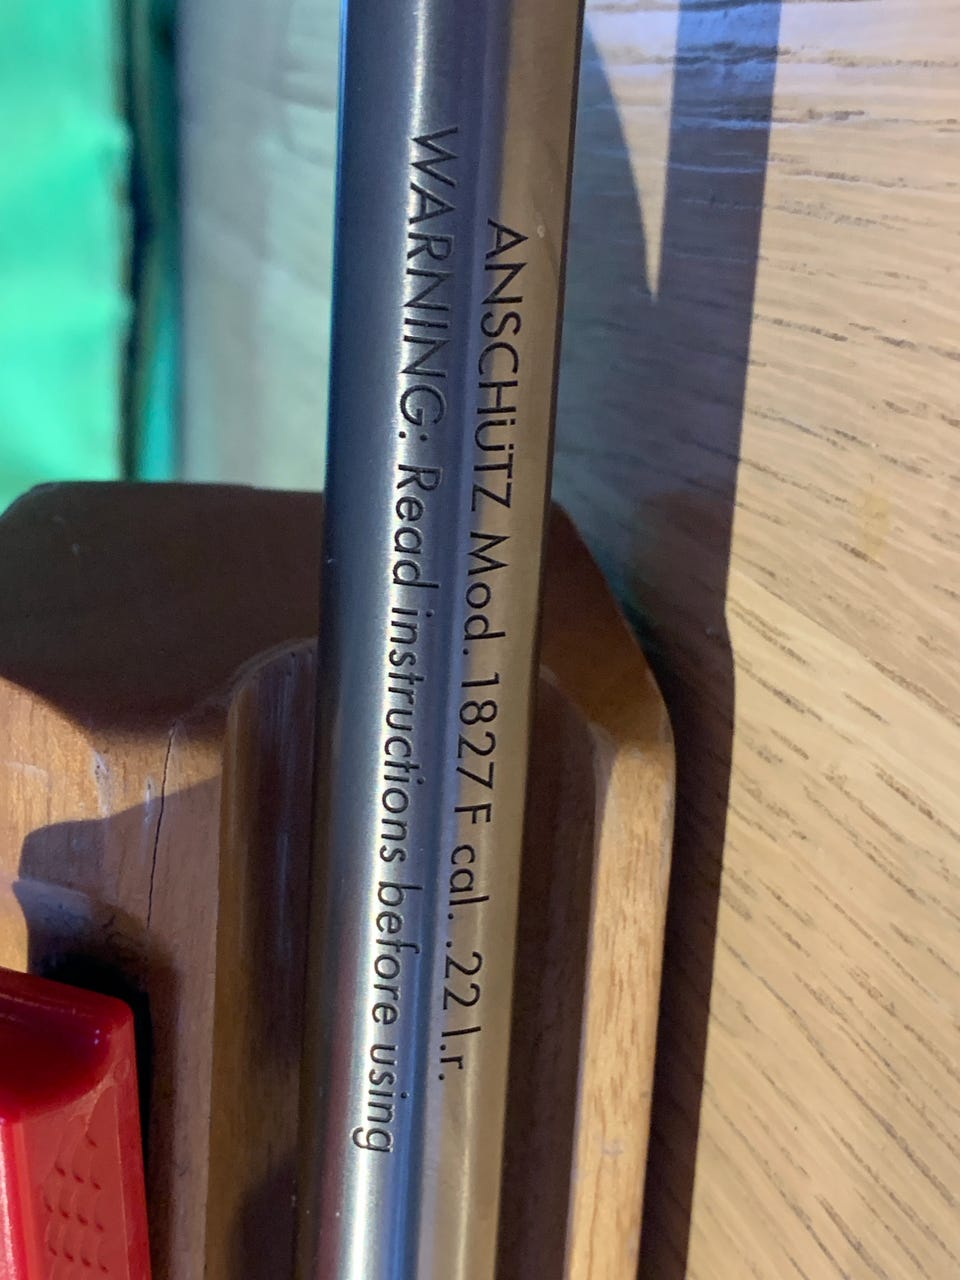 ANSCHÜTZ Mod. 1827 F cal. .22 l.r.
WARNING: Read instructions before using